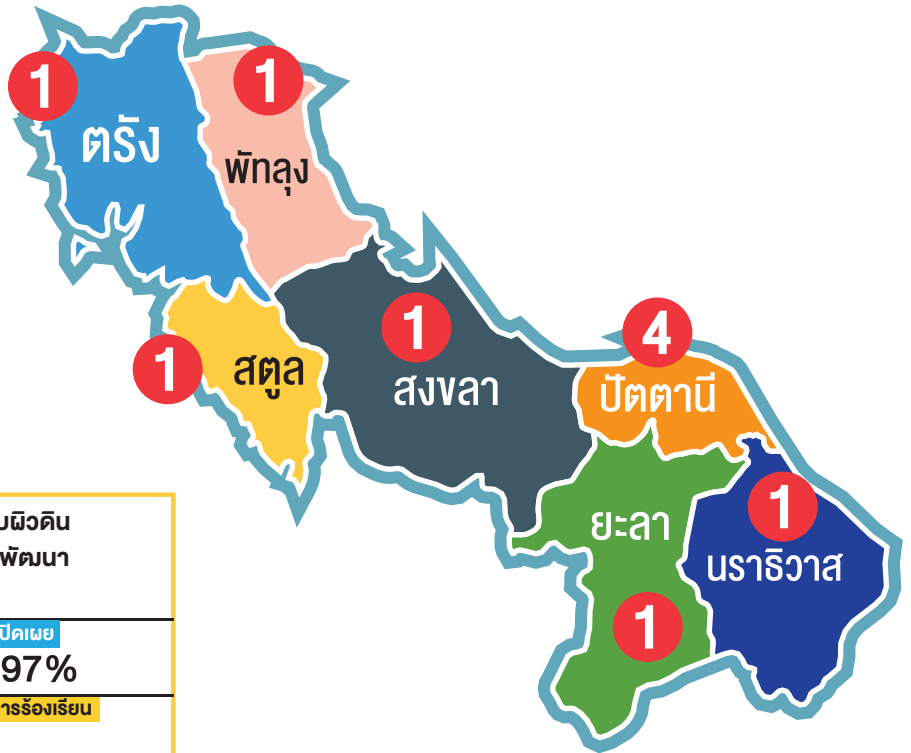 1
1
ตรัง
พัทลุง
1
4
1
สตูล
สงขลา
ปัตตานี
1
ยะลา
นราธิวาส
1
บผิวดิน
พัฒนา
ปิดเผย
97%
ารร้องเรียน